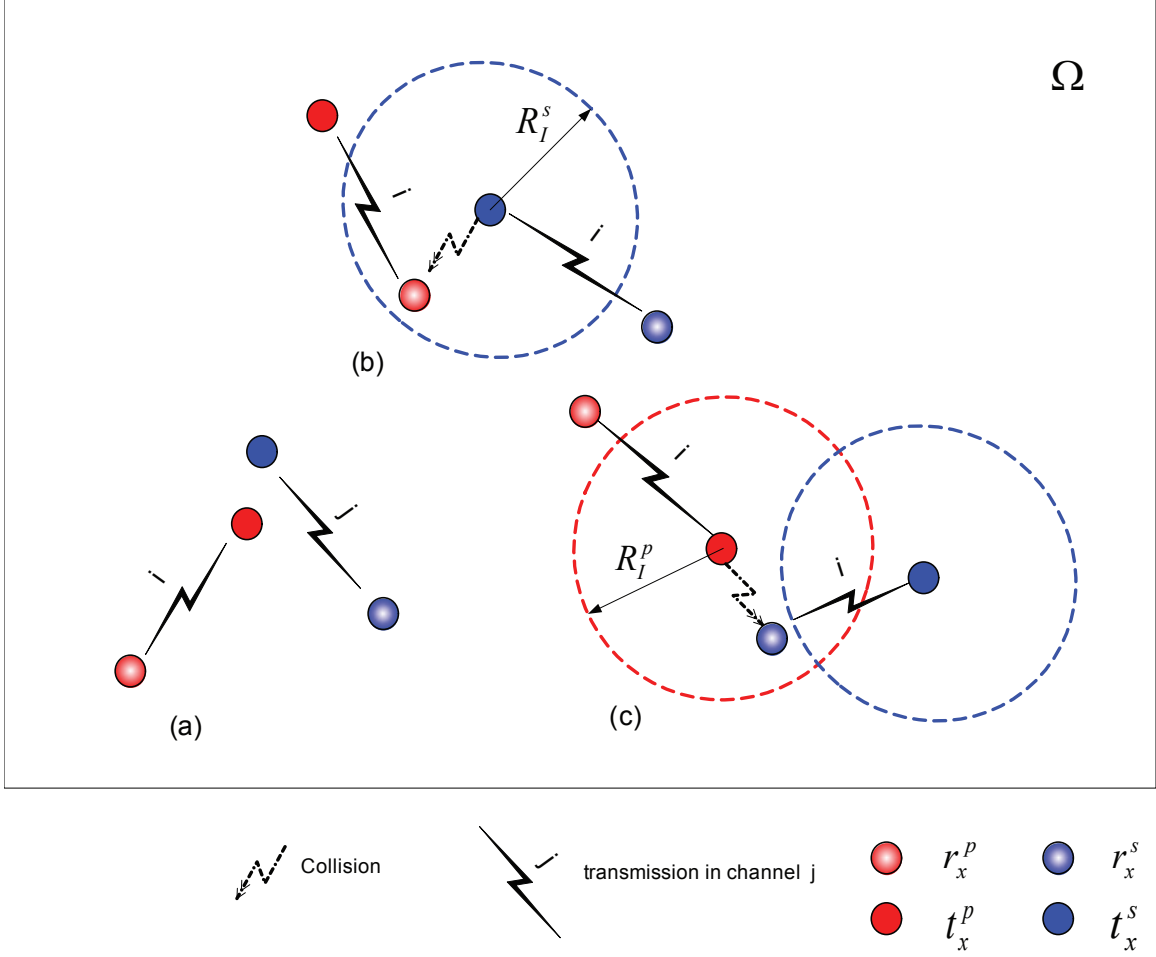 Ω
R_I^s
i
i
(b)
i
R_I^p
i
j
i
(a)
(c)
Collision
j
transmission in channel j
r_x^p
r_x^s
t_x^p
t_x^s